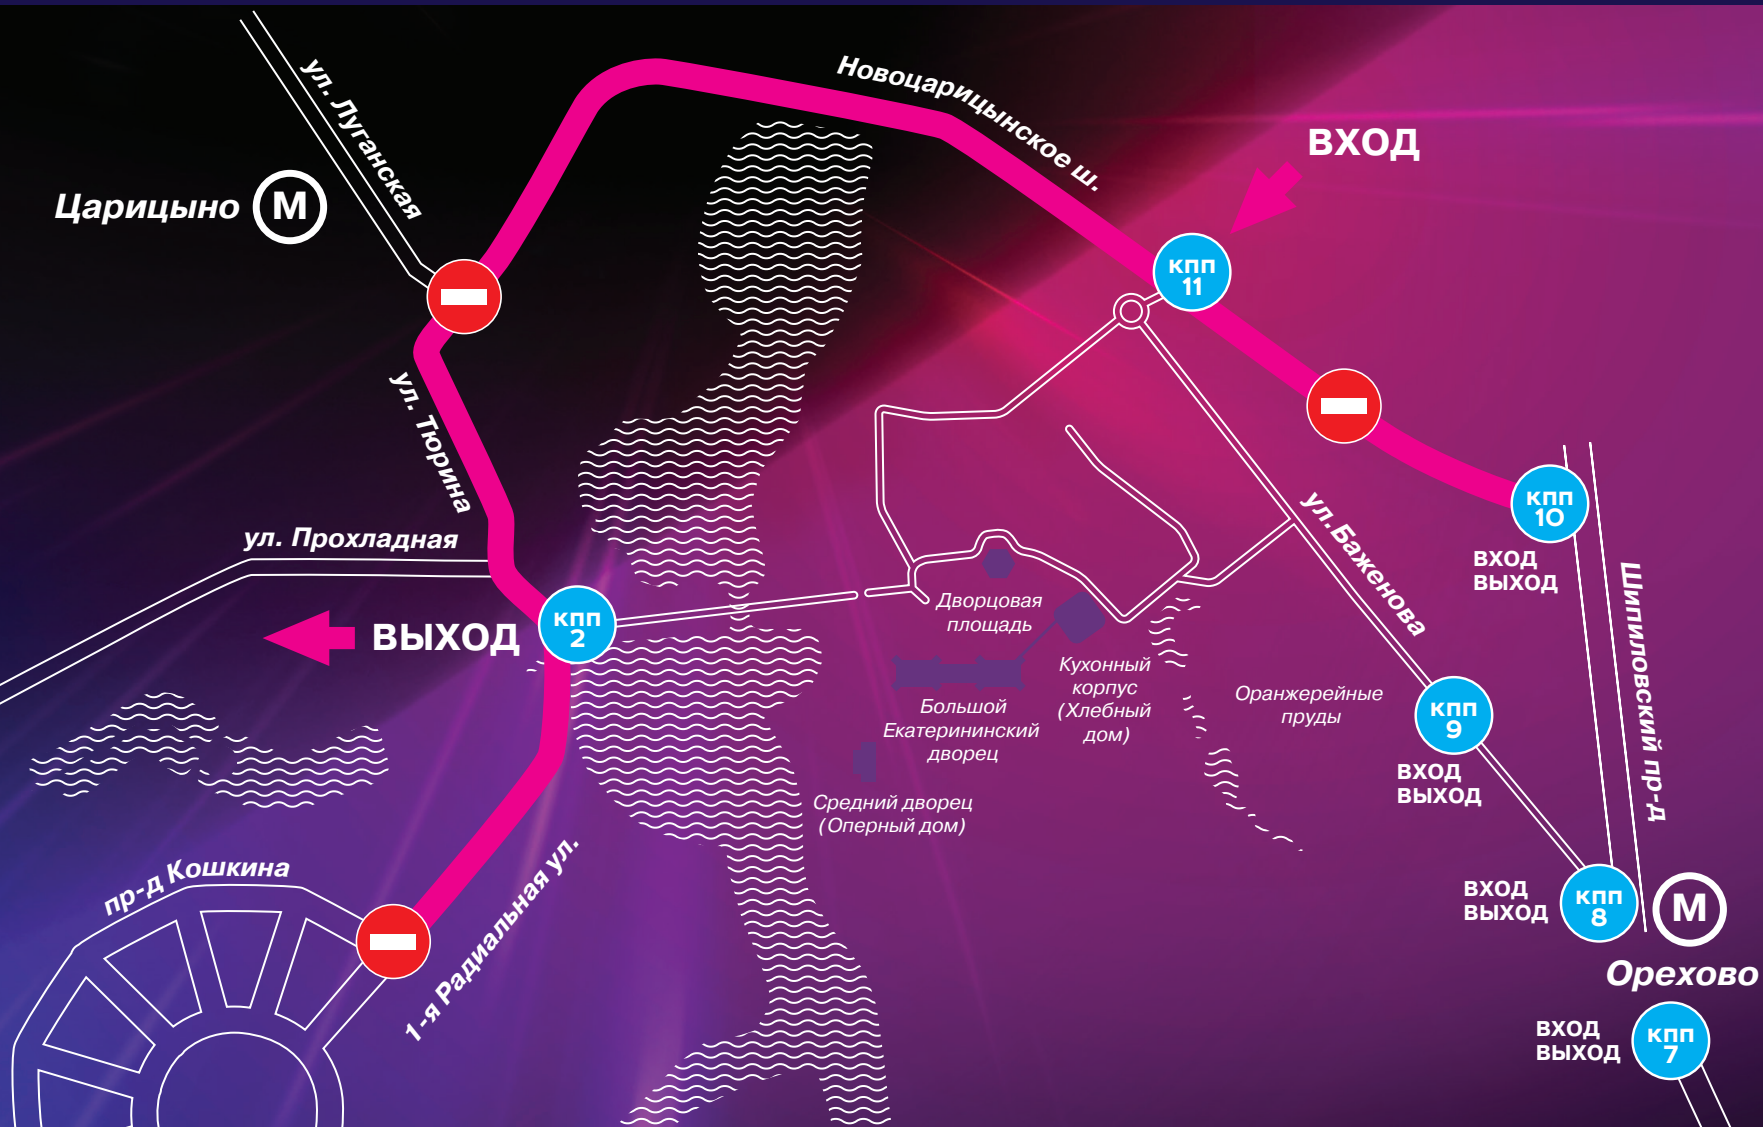 ул. Луганская
Новоцарицынское ш.
ВХОД
Царицыно
М
кпп
11
ул. Тюрина
кпп
10
ВХОД
ВЫХОД
ул. Прохладная
ул. Баженова
Шипиловский пр-д
ВЫХОД
кпп
2
Дворцовая
площадь
Кухонный
корпус
(Хлебный
дом)
Оранжерейные
пруды
Большой
Екатерининский
дворец
кпп
9
ВХОД
ВЫХОД
Средний дворец
(Оперный дом)
пр-д Кошкина
1-я Радиальная ул.
ВХОД
ВЫХОД
кпп
8
М
Орехово
ВХОД
ВЫХОД
кпп
7